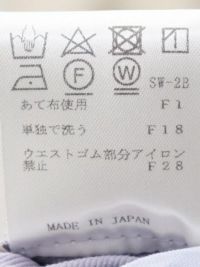 F W SW-2B
あて布使用 F1
単独で洗う F18
ウエストゴム部分アイロン
禁止 F28
MADE IN JAPAN